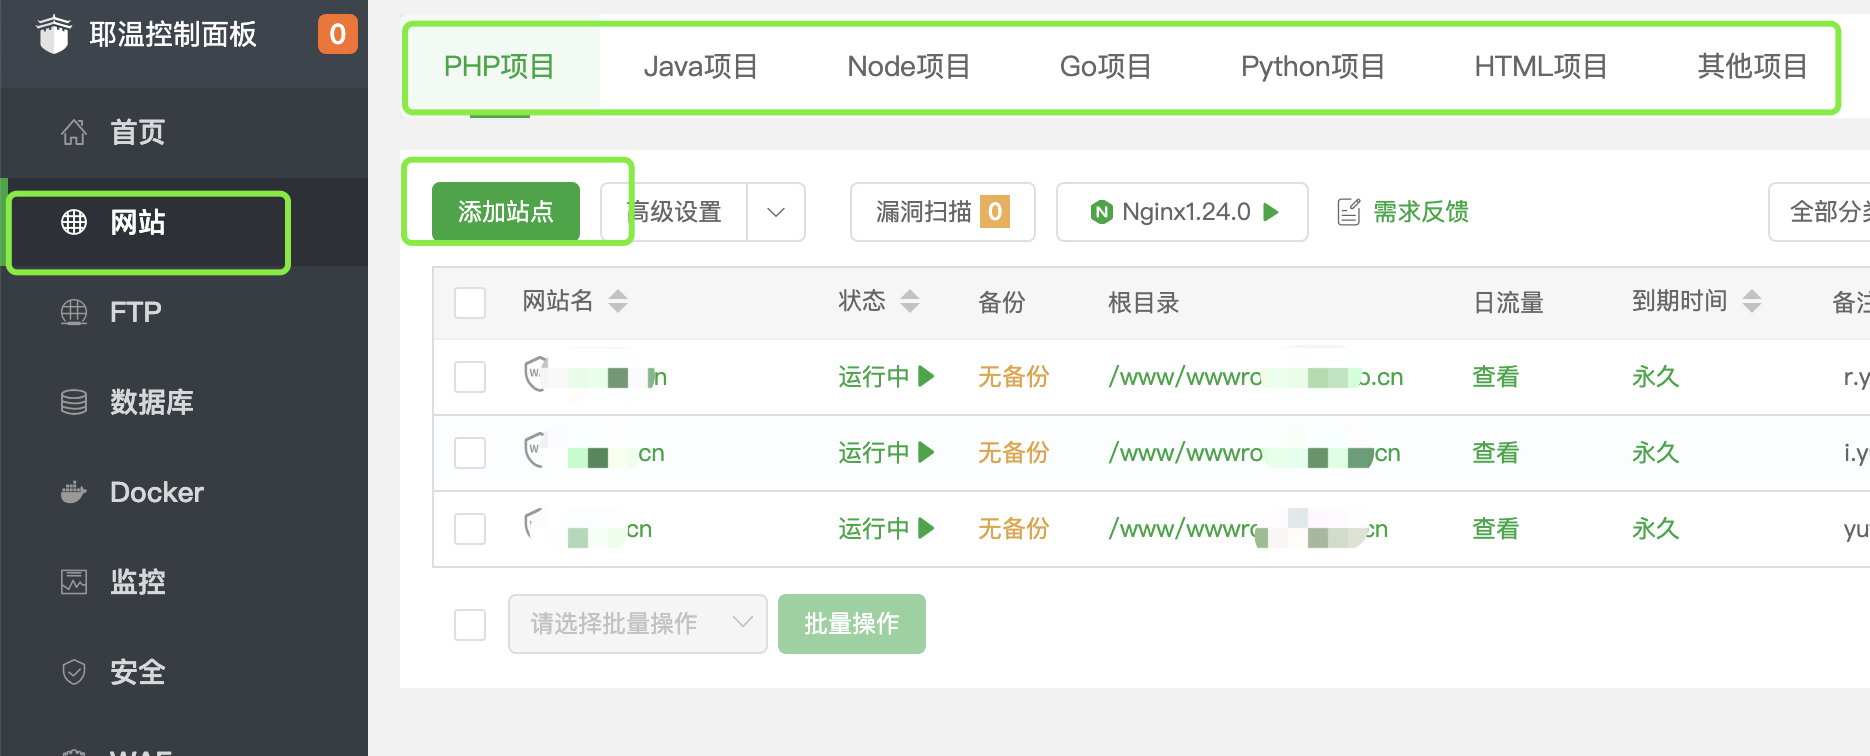 耶温控制面板 0
首页
网站
FTP
数据库
Docker
监控
安全
WAF
PHP项目 Java项目 Node项目 Go项目 Python项目 HTML项目 其他项目
添加站点 高级设置 漏洞扫描 0 Nginx1.24.0 需求反馈 全部分类
网站名 状态 备份 根目录 日流量 到期时间 备注
n 运行中 无备份 /www/wwwro .cn 查看 永久 r.y
cn 运行中 无备份 /www/wwwro cn 查看 永久 i.y
cn 运行中 无备份 /www/wwwr cn 查看 永久 yu
请选择批量操作 批量操作